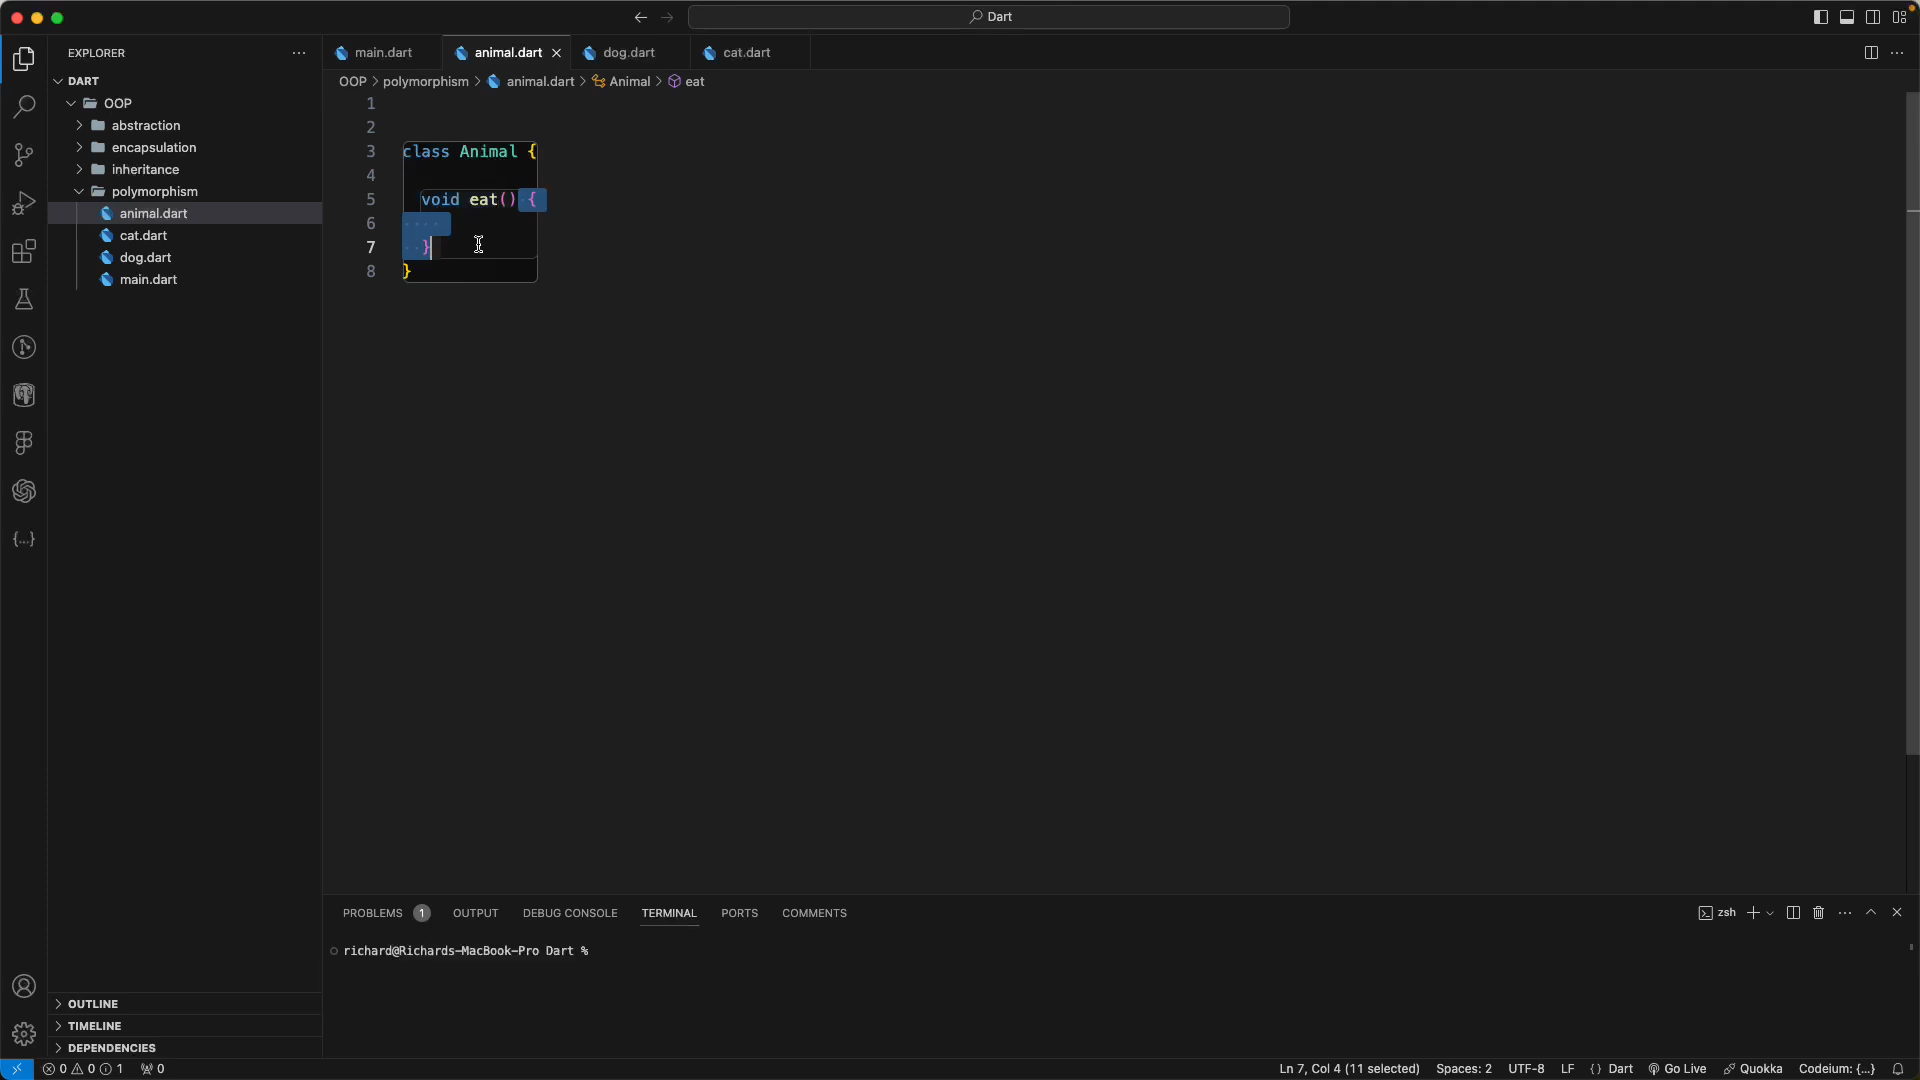 Dart
EXPLORER
main.dart
animal.dart
dog.dart
cat.dart
DART
OOP > polymorphism > animal.dart > Animal > eat
OOP
abstraction
encapsulation
inheritance
polymorphism
animal.dart
cat.dart
dog.dart
main.dart
1
2
3 class Animal {
4
5 void eat() {
6
7 }
8 }
PROBLEMS 1 OUTPUT DEBUG CONSOLE TERMINAL PORTS COMMENTS
zsh
richard@Richards-MacBook-Pro Dart %
OUTLINE
TIMELINE
DEPENDENCIES
0 0 1 0 Ln 7, Col 4 (11 selected) Spaces: 2 UTF-8 LF { } Dart Go Live Quokka Codeium: {...}